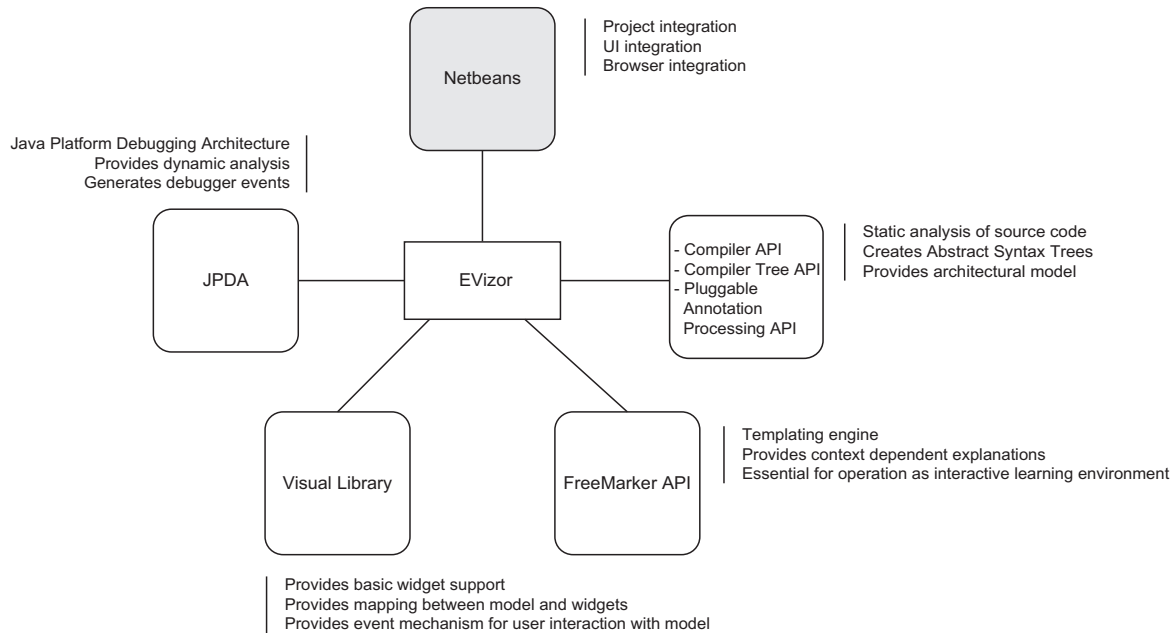 Project integration
UI integration
Browser integration
Netbeans
Java Platform Debugging Architecture
Provides dynamic analysis
Generates debugger events
JPDA
EVizor
- Compiler API
- Compiler Tree API
- Pluggable
Annotation
Processing API
Static analysis of source code
Creates Abstract Syntax Trees
Provides architectural model
Visual Library
FreeMarker API
Templating engine
Provides context dependent explanations
Essential for operation as interactive learning environment
Provides basic widget support
Provides mapping between model and widgets
Provides event mechanism for user interaction with model